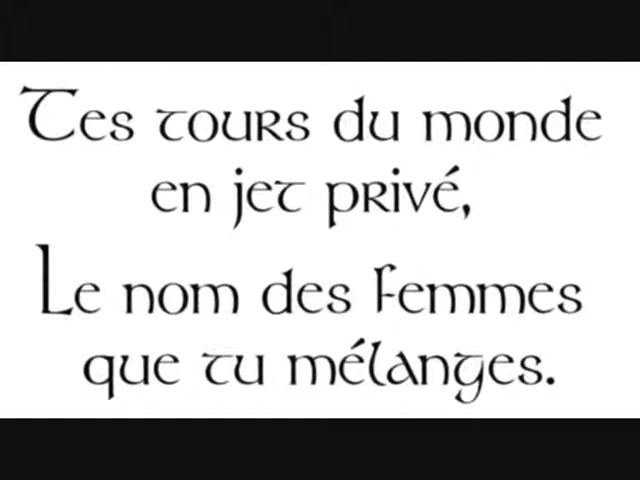 Tes tours du monde
en jet privé,
Le nom des femmes
que tu mélanges.